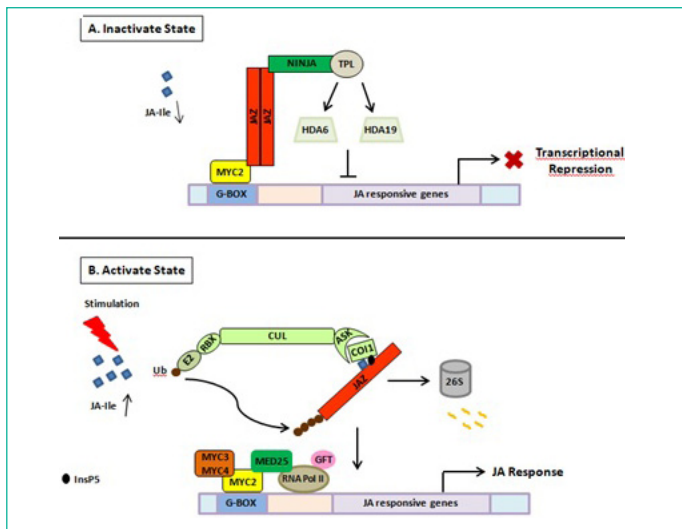 A. Inactivate State
NINJA
TPL
JA-Ile
JAZ
JAZ
HDA6
HDA19
Transcriptional
Repression
MYC2
G-BOX
JA responsive genes
B. Activate State
Stimulation
CUL
ASK
RBX
E2
COI1
Ub
JAZ
26S
JA-Ile
MYC3
MYC4
MED25
GFT
InsP5
MYC2
RNA Pol II
JA Response
G-BOX
JA responsive genes